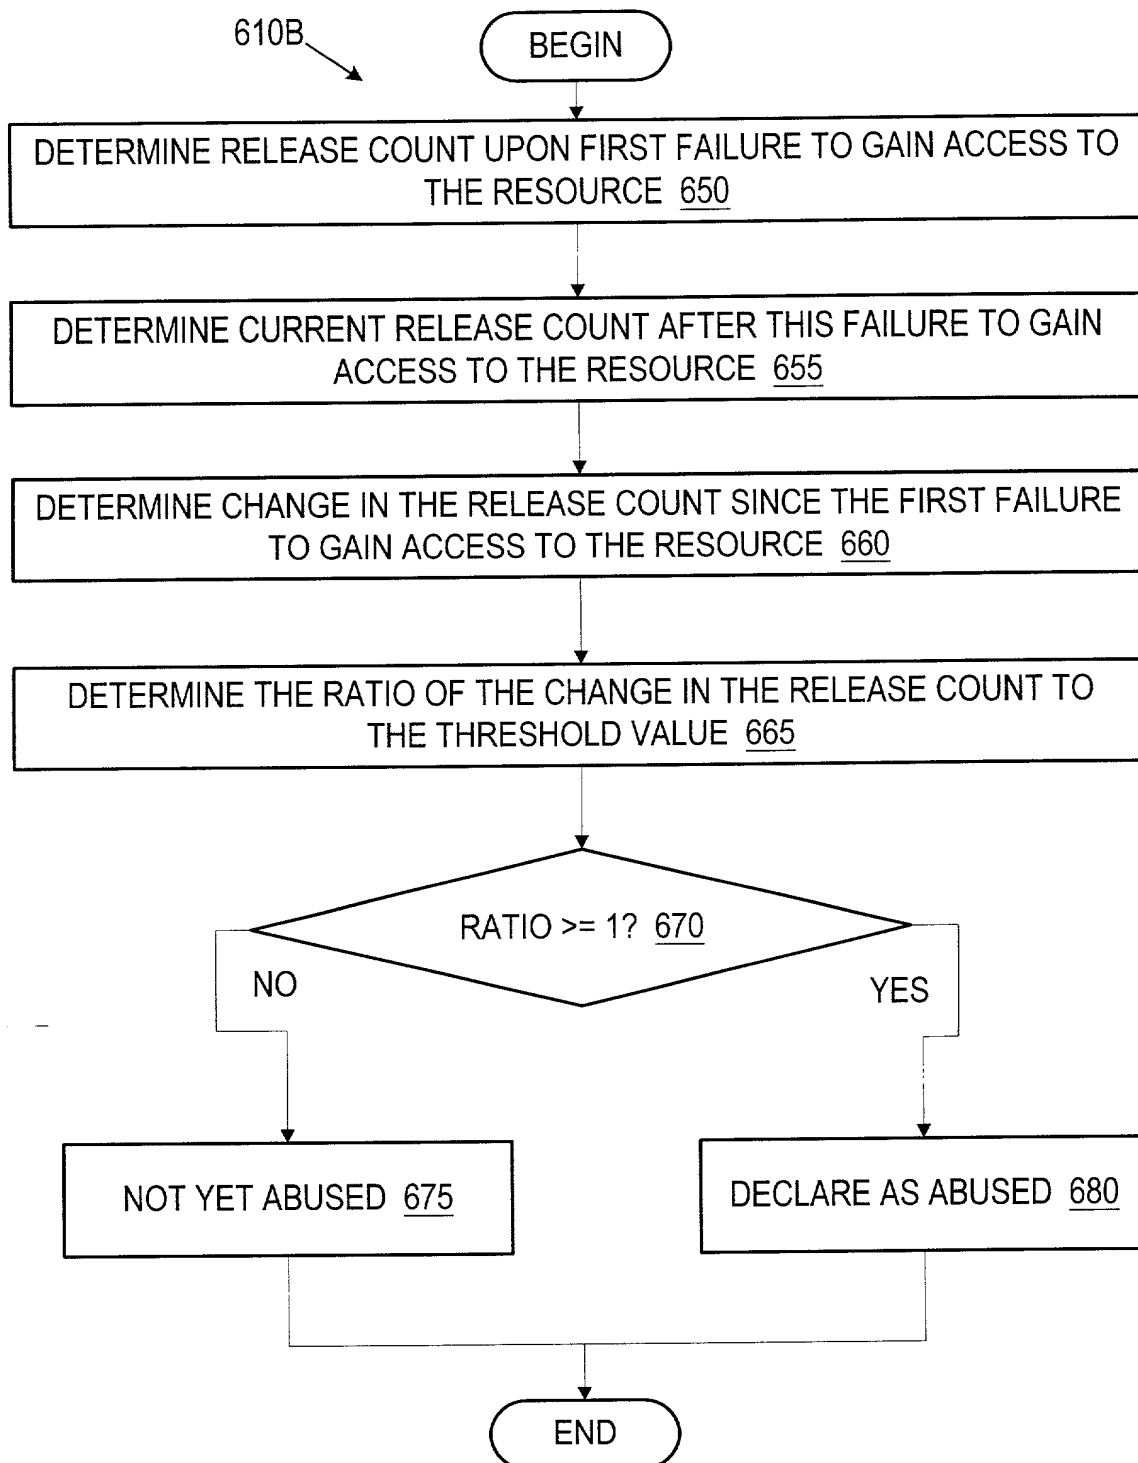 610B
BEGIN
DETERMINE RELEASE COUNT UPON FIRST FAILURE TO GAIN ACCESS TO
THE RESOURCE 650
DETERMINE CURRENT RELEASE COUNT AFTER THIS FAILURE TO GAIN
ACCESS TO THE RESOURCE 655
DETERMINE CHANGE IN THE RELEASE COUNT SINCE THE FIRST FAILURE
TO GAIN ACCESS TO THE RESOURCE 660
DETERMINE THE RATIO OF THE CHANGE IN THE RELEASE COUNT TO
THE THRESHOLD VALUE 665
RATIO >= 1? 670
NO
YES
NOT YET ABUSED 675
DECLARE AS ABUSED 680
END